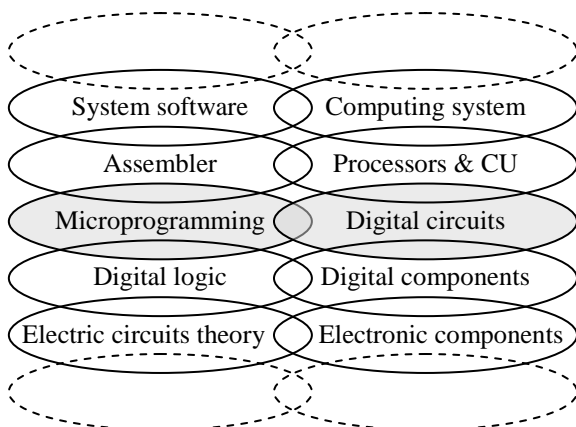 System software
Computing system
Assembler
Processors & CU
Microprogramming
Digital circuits
Digital logic
Digital components
Electric circuits theory
Electronic components